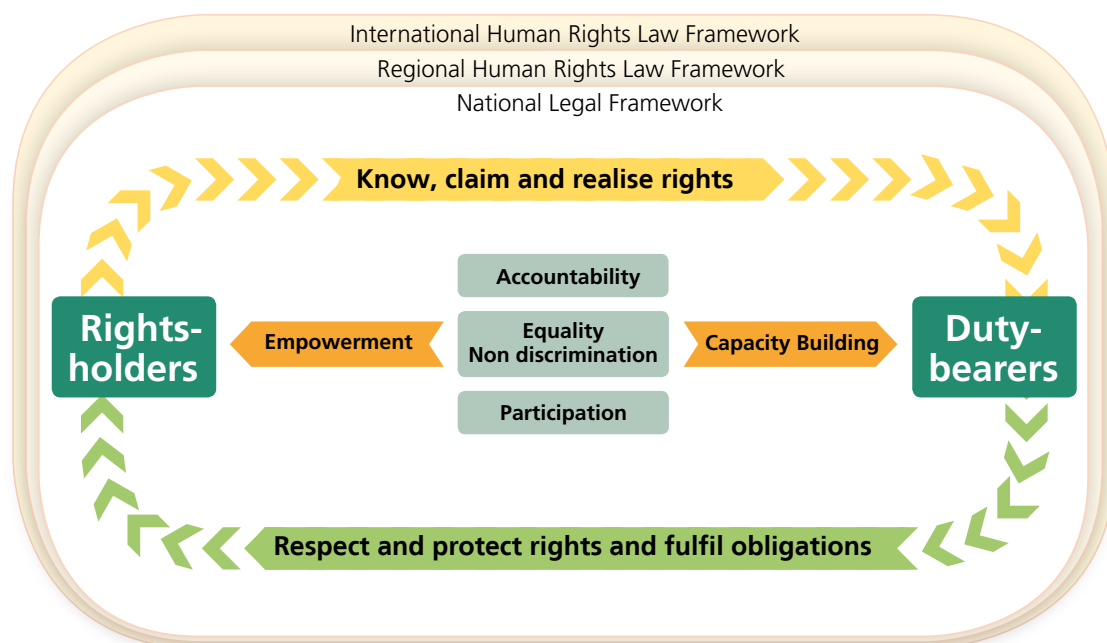 International Human Rights Law Framework
Regional Human Rights Law Framework
National Legal Framework
Know, claim and realise rights
Accountability
Rights-
holders
Empowerment
Equality
Non discrimination
Capacity Building
Duty-
bearers
Participation
Respect and protect rights and fulfil obligations